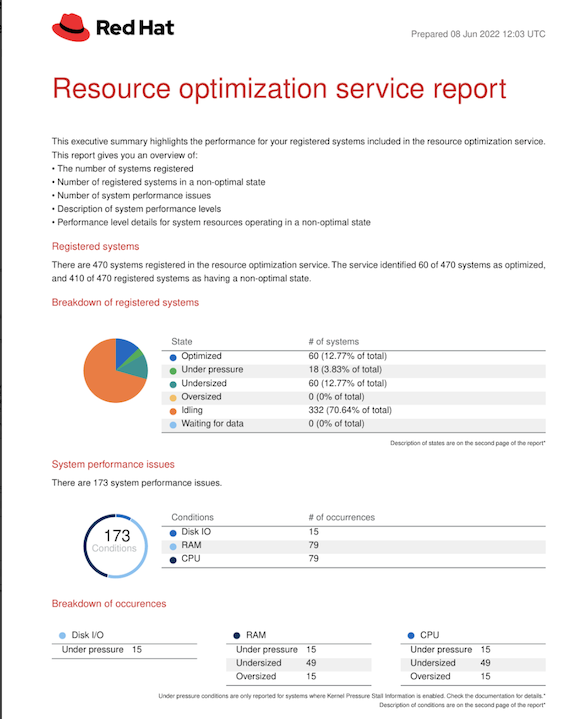 Red Hat
Prepared 08 Jun 2022 12:03 UTC
Resource optimization service report
This executive summary highlights the performance for your registered systems included in the resource optimization service.
This report gives you an overview of:
• The number of systems registered
• Number of registered systems in a non-optimal state
• Number of system performance issues
• Description of system performance levels
• Performance level details for system resources operating in a non-optimal state
Registered systems
There are 470 systems registered in the resource optimization service. The service identified 60 of 470 systems as optimized,
and 410 of 470 registered systems as having a non-optimal state.
Breakdown of registered systems
State # of systems
Optimized 60 (12.77% of total)
Under pressure 18 (3.83% of total)
Undersized 60 (12.77% of total)
Oversized 0 (0% of total)
Idling 332 (70.64% of total)
Waiting for data 0 (0% of total)
Description of states are on the second page of the report*
System performance issues
There are 173 system performance issues.
173
Conditions
Conditions # of occurrences
Disk IO 15
RAM 79
CPU 79
Breakdown of occurences
Disk I/O
Under pressure 15
RAM
Under pressure 15
Undersized 49
Oversized 15
CPU
Under pressure 15
Undersized 49
Oversized 15
Under pressure conditions are only reported for systems where Kernel Pressure Stall Information is enabled. Check the documentation for details.*
Description of conditions are on the second page of the report*